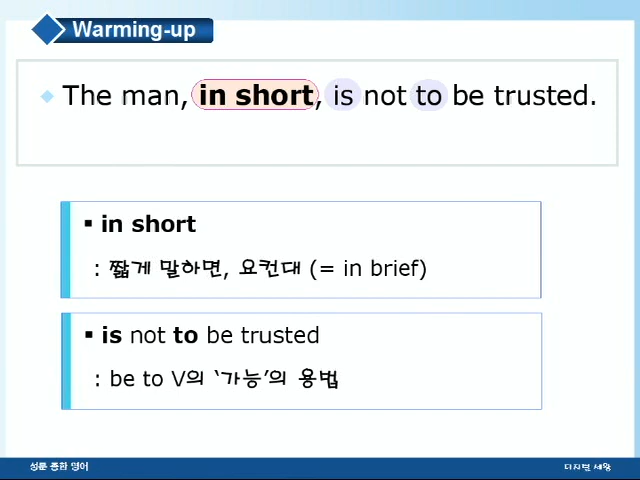 Warming-up
The man, in short, is not to be trusted.
▪ in short
: 짧게 말하면, 요컨대 (= in brief)
▪ is not to be trusted
: be to V의 ‘가능’의 용법
성문 종합 영어
디지털 세왕